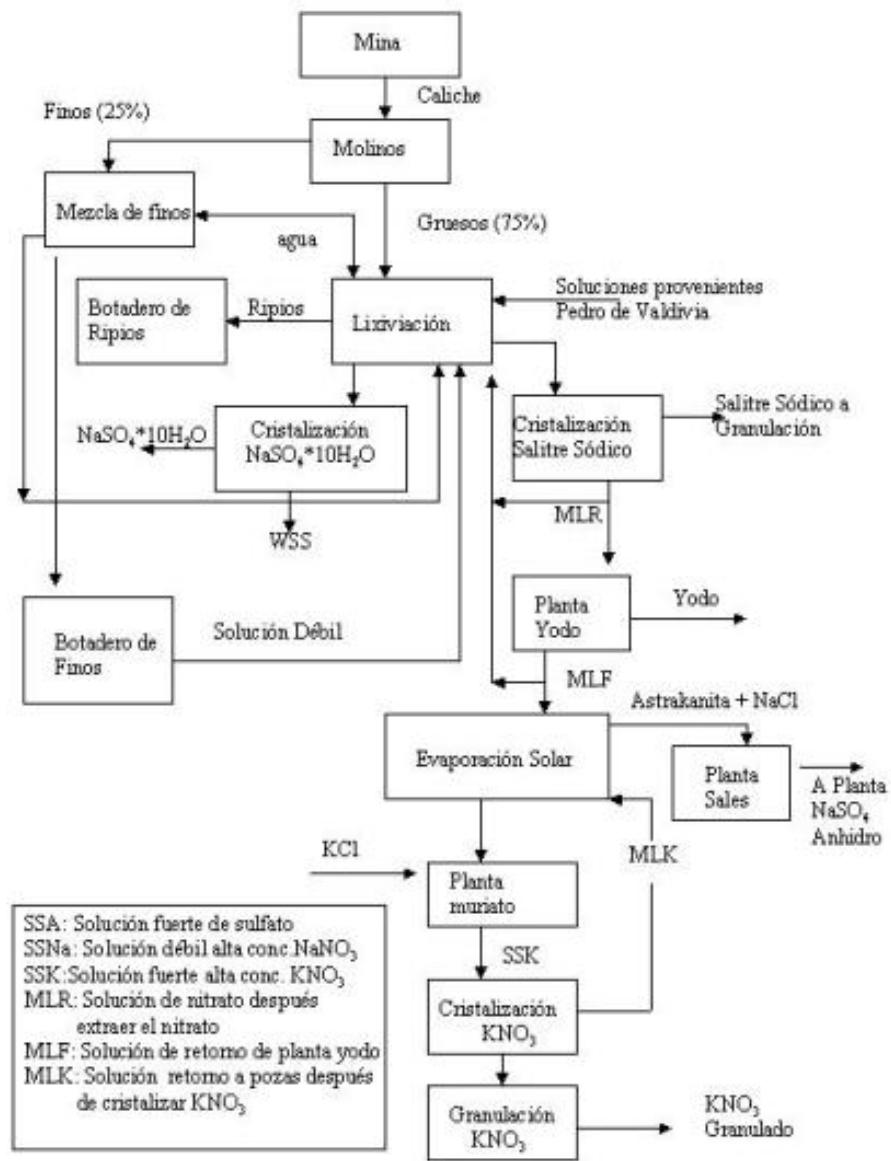 Mina
Caliche
Finos (25%)
Molinos
Mezcla de finos
agua
Gruesos (75%)
Botadero de
Ripios
Ripios
Lixiviación
Soluciones provenientes
Pedro de Valdivia
NaSO₄*10H₂O
Cristalización
NaSO₄*10H₂O
Cristalización
Salitre Sódico
Salitre Sódico a
Granulación
WSS
MLR
Botadero de
Finos
Solución Débil
Planta
Yodo
Yodo
MLF
Astrakanita + NaCl
Evaporación Solar
Planta
Sales
A Planta
NaSO₄
Anhidro
KCl
MLK
Planta
muriato
SSK
Cristalización
KNO₃
Granulación
KNO₃
KNO₃
Granulado
SSA: Solución fuerte de sulfato
SSNa: Solución débil alta conc.NaNO₃
SSK:Solución fuerte alta conc. KNO₃
MLR: Solución de nitrato después
extraer el nitrato
MLF: Solución de retorno de planta yodo
MLK: Solución retorno a pozas después
de cristalizar KNO₃